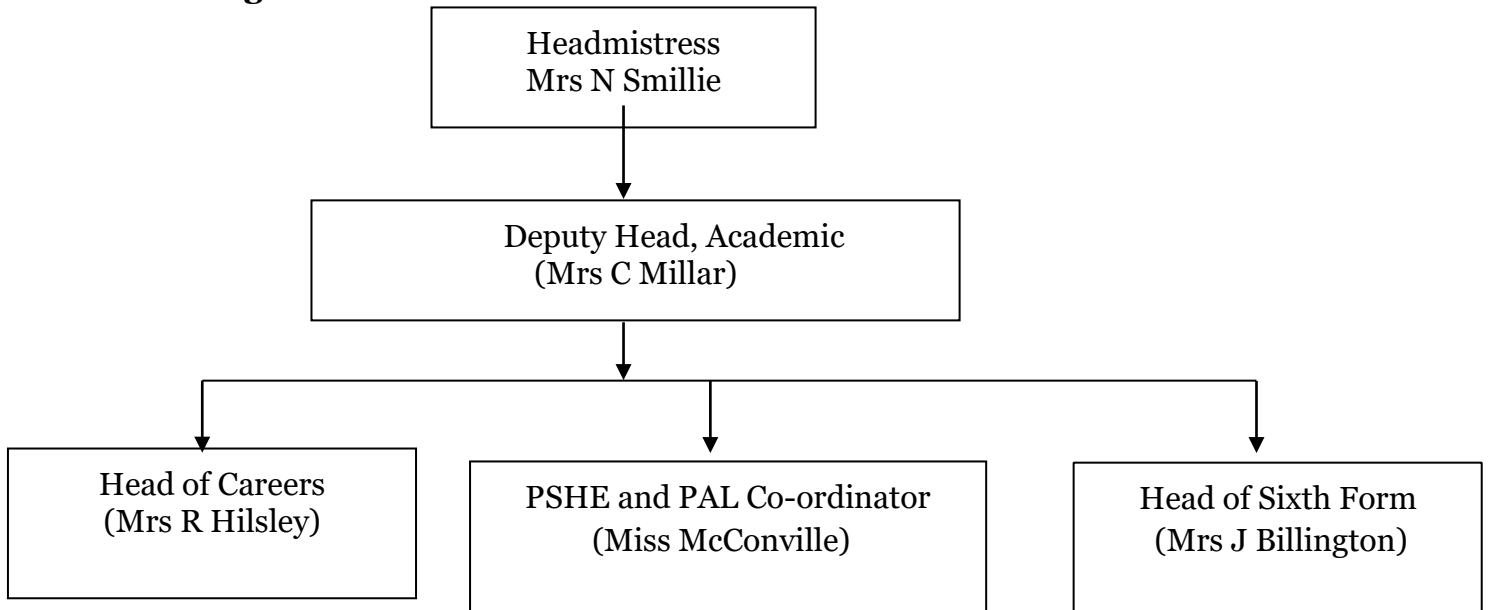 Headmistress
Mrs N Smillie
Deputy Head, Academic
(Mrs C Millar)
Head of Careers
(Mrs R Hilsley)
PSHE and PAL Co-ordinator
(Miss McConville)
Head of Sixth Form
(Mrs J Billington)